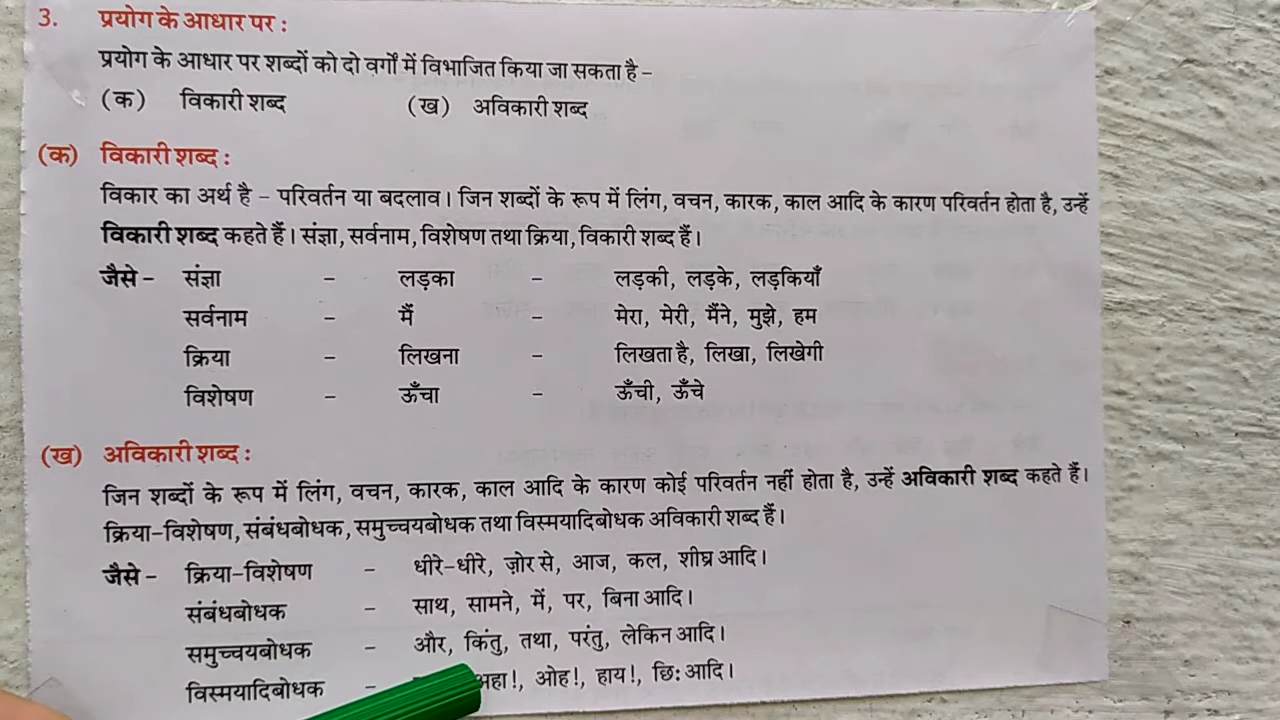 3. प्रयोग के आधार पर :
प्रयोग के आधार पर शब्दों को दो वर्गों में विभाजित किया जा सकता है –
(क) विकारी शब्द (ख) अविकारी शब्द
(क) विकारी शब्द :
विकार का अर्थ है – परिवर्तन या बदलाव। जिन शब्दों के रूप में लिंग, वचन, कारक, काल आदि के कारण परिवर्तन होता है, उन्हें
विकारी शब्द कहते हैं। संज्ञा, सर्वनाम, विशेषण तथा क्रिया, विकारी शब्द हैं।
जैसे – संज्ञा – लड़का – लड़की, लड़के, लड़कियाँ
सर्वनाम – मैं – मेरा, मेरी, मैंने, मुझे, हम
क्रिया – लिखना – लिखता है, लिखा, लिखेगी
विशेषण – ऊँचा – ऊँची, ऊँचे
(ख) अविकारी शब्द :
जिन शब्दों के रूप में लिंग, वचन, कारक, काल आदि के कारण कोई परिवर्तन नहीं होता है, उन्हें अविकारी शब्द कहते हैं।
क्रिया-विशेषण, संबंधबोधक, समुच्चयबोधक तथा विस्मयादिबोधक अविकारी शब्द हैं।
जैसे – क्रिया-विशेषण – धीरे-धीरे, ज़ोर से, आज, कल, शीघ्र आदि।
संबंधबोधक – साथ, सामने, में, पर, बिना आदि।
समुच्चयबोधक – और, किंतु, तथा, परंतु, लेकिन आदि।
विस्मयादिबोधक – अहा!, ओह!, हाय!, छि: आदि।